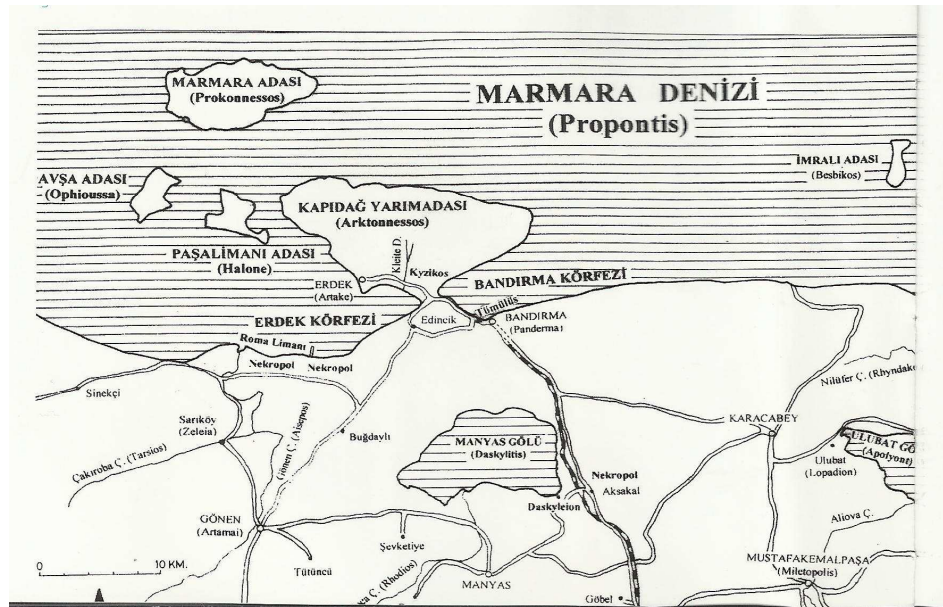 MARMARA ADASI
(Prokonnessos)
MARMARA DENİZİ
(Propontis)
İMRALI ADASI
(Besbikos)
AVŞA ADASI
(Ophioussa)
KAPIDAĞ YARIMADASI
(Arktonnessos)
PAŞALİMANI ADASI
(Halone)
Kleite D.
Kyzikos
ERDEK
(Artake)
BANDIRMA KÖRFEZİ
Tümülüs
BANDIRMA
(Panderma)
ERDEK KÖRFEZİ
Edincik
Roma Limanı
Nekropol
Nekropol
Sinekçi
Nilüfer Ç. (Rhyndak
Sarıköy
(Zeleia)
Gönen Ç. (Aisepos)
Buğdaylı
KARACABEY
MANYAS GÖLÜ
(Daskylitis)
ULUBAT GÖ
(Apolyont)
Ulubat
(Lopadion)
Çakıroba Ç. (Tarsios)
Nekropol
Aksakal
Daskyleion
Aliova Ç.
GÖNEN
(Artamai)
Şevketiye
Tütüncü
MUSTAFAKEMALPAŞA
(Miletopolis)
0 10 KM.
ca Ç. (Rhodios)
MANYAS
Göbel